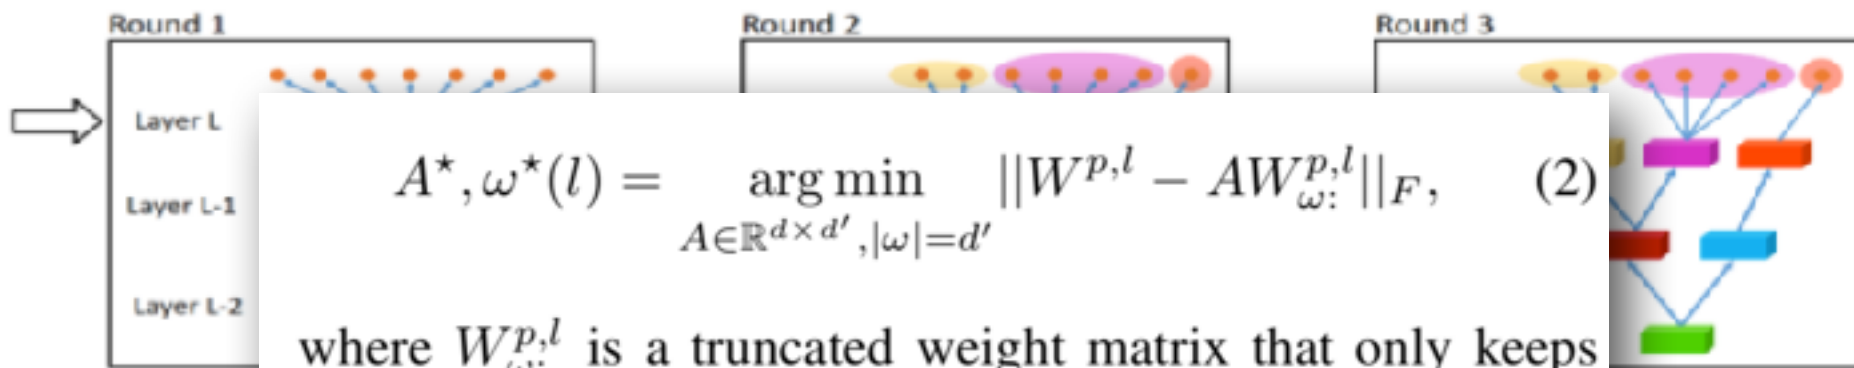 Round 1
Round 2
Round 3
Layer L
Layer L-1
Layer L-2
A^⋆, ω^⋆(l) = arg min_{A∈ℝ^{d×d′},|ω|=d′} ||W^{p,l} − AW^{p,l}_{ω:}||_F, (2)
where W^{p,l}_{ω:} is a truncated weight matrix that only keeps